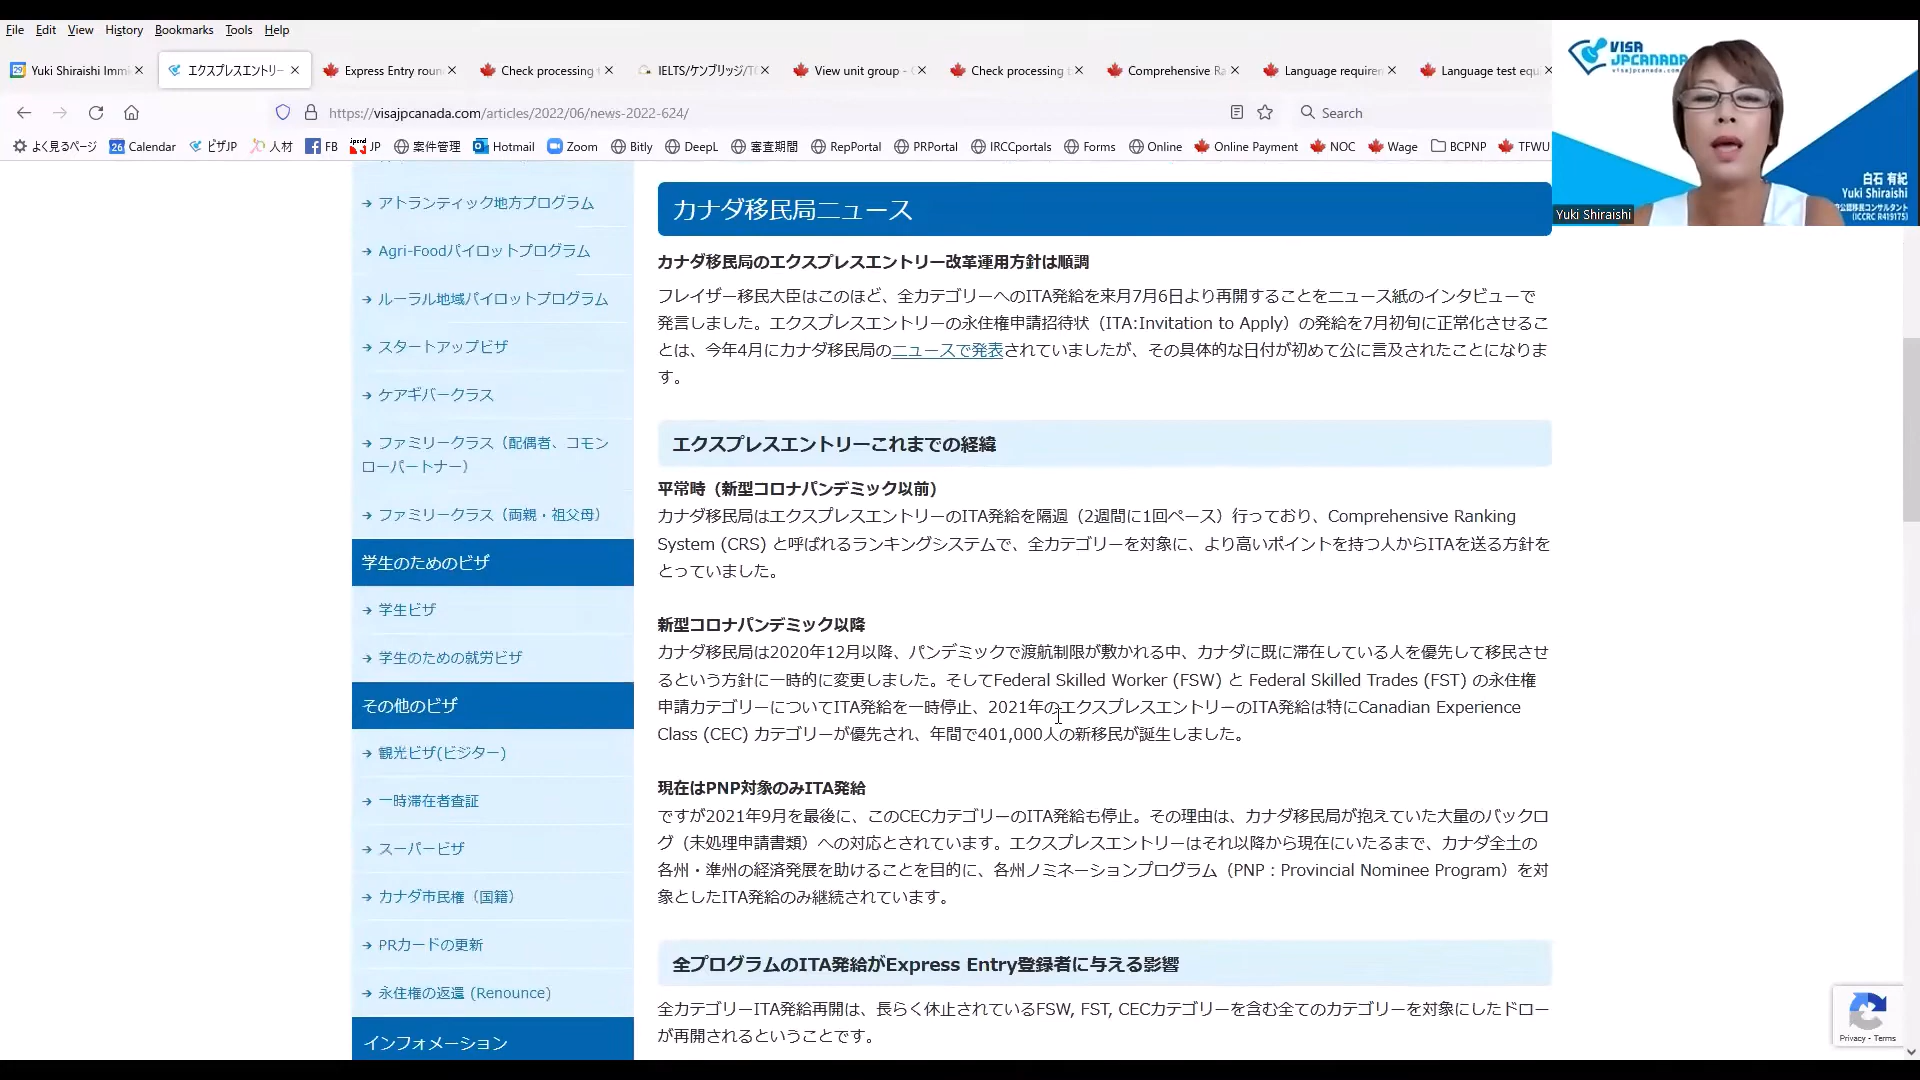 File Edit View History Bookmarks Tools Help
Yuki Shiraishi Immi
エクスプレスエントリー
Express Entry roun
Check processing t
IELTS/ケンブリッジ/TO
View unit group - C
Check processing t
Comprehensive Ra
Language requiren
Language test equ
https://visajpcanada.com/articles/2022/06/news-2022-624/
Search
よく見るページ 26 Calendar ビザJP 人材 FB JP 案件管理 Hotmail Zoom Bitly DeepL 審査期間 RepPortal PRPortal IRCCportals Forms Online Online Payment NOC Wage BCPNP TFWU
VISA
JPCANADA
visajpcanada.com
白石 有紀
Yuki Shiraishi
公認移民コンサルタント
(ICCRC R419175)
Yuki Shiraishi
→ アトランティック地方プログラム
→ Agri-Foodパイロットプログラム
→ ルーラル地域パイロットプログラム
→ スタートアップビザ
→ ケアギバークラス
→ ファミリークラス（配偶者、コモン
ローパートナー）
→ ファミリークラス（両親・祖父母）
学生のためのビザ
→ 学生ビザ
→ 学生のための就労ビザ
その他のビザ
→ 観光ビザ(ビジター)
→ 一時滞在者査証
→ スーパービザ
→ カナダ市民権（国籍）
→ PRカードの更新
→ 永住権の返還 (Renounce)
インフォメーション
カナダ移民局ニュース
カナダ移民局のエクスプレスエントリー改革運用方針は順調
フレイザー移民大臣はこのほど、全カテゴリーへのITA発給を来月7月6日より再開することをニュース紙のインタビューで
発言しました。エクスプレスエントリーの永住権申請招待状（ITA:Invitation to Apply）の発給を7月初旬に正常化させるこ
とは、今年4月にカナダ移民局のニュースで発表されていましたが、その具体的な日付が初めて公に言及されたことになりま
す。
エクスプレスエントリーこれまでの経緯
平常時（新型コロナパンデミック以前）
カナダ移民局はエクスプレスエントリーのITA発給を隔週（2週間に1回ペース）行っており、Comprehensive Ranking
System (CRS) と呼ばれるランキングシステムで、全カテゴリーを対象に、より高いポイントを持つ人からITAを送る方針を
とっていました。
新型コロナパンデミック以降
カナダ移民局は2020年12月以降、パンデミックで渡航制限が敷かれる中、カナダに既に滞在している人を優先して移民させ
るという方針に一時的に変更しました。そしてFederal Skilled Worker (FSW) と Federal Skilled Trades (FST) の永住権
申請カテゴリーについてITA発給を一時停止、2021年のエクスプレスエントリーのITA発給は特にCanadian Experience
Class (CEC) カテゴリーが優先され、年間で401,000人の新移民が誕生しました。
現在はPNP対象のみITA発給
ですが2021年9月を最後に、このCECカテゴリーのITA発給も停止。その理由は、カナダ移民局が抱えていた大量のバックロ
グ（未処理申請書類）への対応とされています。エクスプレスエントリーはそれ以降から現在にいたるまで、カナダ全土の
各州・準州の経済発展を助けることを目的に、各州ノミネーションプログラム（PNP：Provincial Nominee Program）を対
象としたITA発給のみ継続されています。
全プログラムのITA発給がExpress Entry登録者に与える影響
全カテゴリーITA発給再開は、長らく休止されているFSW, FST, CECカテゴリーを含む全てのカテゴリーを対象にしたドロー
が再開されるということです。
Privacy - Terms